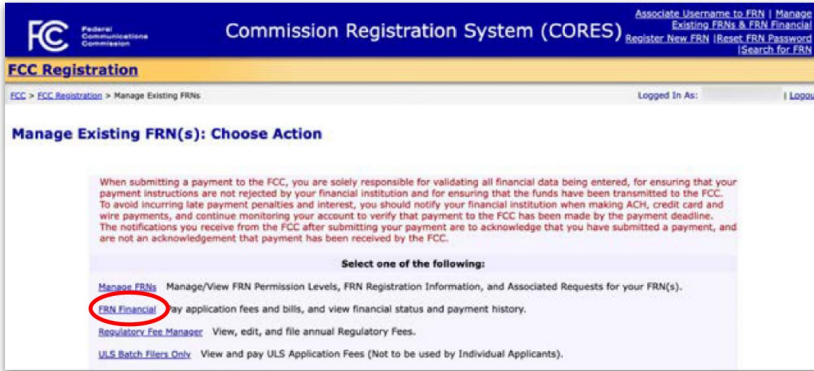 FCC Federal Communications Commission
Commission Registration System (CORES)
Associate Username to FRN | Manage
Existing FRNs & FRN Financial
Register New FRN |Reset FRN Password
|Search for FRN
FCC Registration
FCC > FCC Registration > Manage Existing FRNs
Logged In As: | Logou
Manage Existing FRN(s): Choose Action
When submitting a payment to the FCC, you are solely responsible for validating all financial data being entered, for ensuring that your
payment instructions are not rejected by your financial institution and for ensuring that the funds have been transmitted to the FCC.
To avoid incurring late payment penalties and interest, you should notify your financial institution when making ACH, credit card and
wire payments, and continue monitoring your account to verify that payment to the FCC has been made by the payment deadline.
The notifications you receive from the FCC after submitting your payment are to acknowledge that you have submitted a payment, and
are not an acknowledgement that payment has been received by the FCC.
Select one of the following:
Manage FRNs Manage/View FRN Permission Levels, FRN Registration Information, and Associated Requests for your FRN(s).
FRN Financial Pay application fees and bills, and view financial status and payment history.
Regulatory Fee Manager View, edit, and file annual Regulatory Fees.
ULS Batch Filers Only View and pay ULS Application Fees (Not to be used by Individual Applicants).